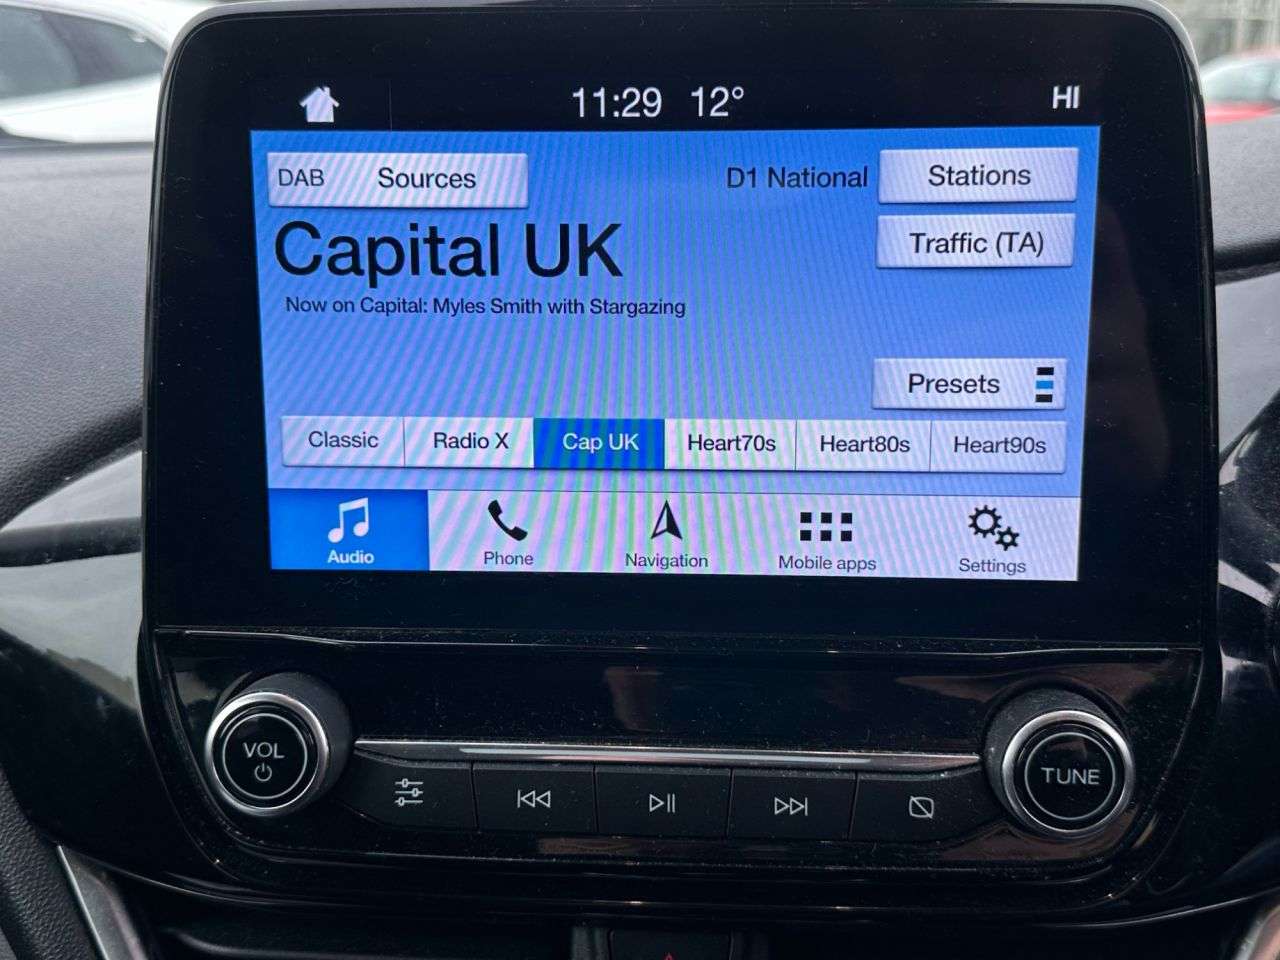 11:29 12° HI
DAB Sources D1 National Stations
Capital UK Traffic (TA)
Now on Capital: Myles Smith with Stargazing
Presets
Classic Radio X Cap UK Heart70s Heart80s Heart90s
Audio Phone Navigation Mobile apps Settings
VOL TUNE